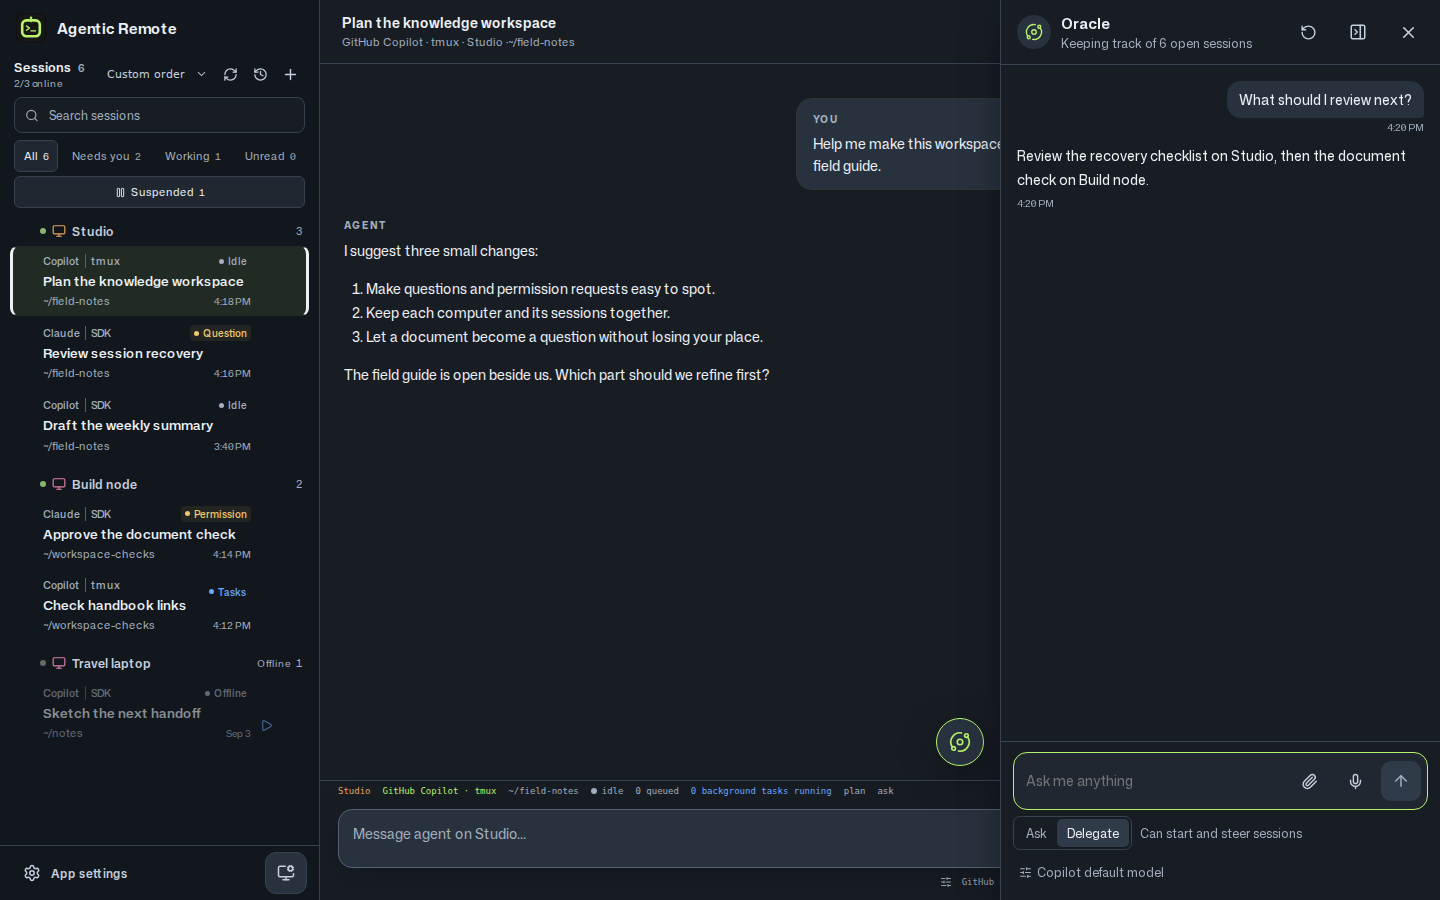 Agentic Remote
Sessions 6
2/3 online
Custom order
Search sessions
All 6
Needs you 2
Working 1
Unread 0
Suspended 1
Studio 3
Copilot | tmux
Idle
Plan the knowledge workspace
~/field-notes
4:18 PM
Claude | SDK
Question
Review session recovery
~/field-notes
4:16 PM
Copilot | SDK
Idle
Draft the weekly summary
~/field-notes
3:40 PM
Build node 2
Claude | SDK
Permission
Approve the document check
~/workspace-checks
4:14 PM
Copilot | tmux
Tasks
Check handbook links
~/workspace-checks
4:12 PM
Travel laptop
Offline 1
Copilot | SDK
Offline
Sketch the next handoff
~/notes
Sep 3
App settings
Plan the knowledge workspace
GitHub Copilot · tmux · Studio · ~/field-notes
YOU
Help me make this workspace
field guide.
AGENT
I suggest three small changes:
1. Make questions and permission requests easy to spot.
2. Keep each computer and its sessions together.
3. Let a document become a question without losing your place.
The field guide is open beside us. Which part should we refine first?
Studio GitHub Copilot · tmux ~/field-notes idle 0 queued 0 background tasks running plan ask
Message agent on Studio...
GitHub
Oracle
Keeping track of 6 open sessions
What should I review next?
4:20 PM
Review the recovery checklist on Studio, then the document
check on Build node.
4:20 PM
Ask me anything
Ask
Delegate
Can start and steer sessions
Copilot default model